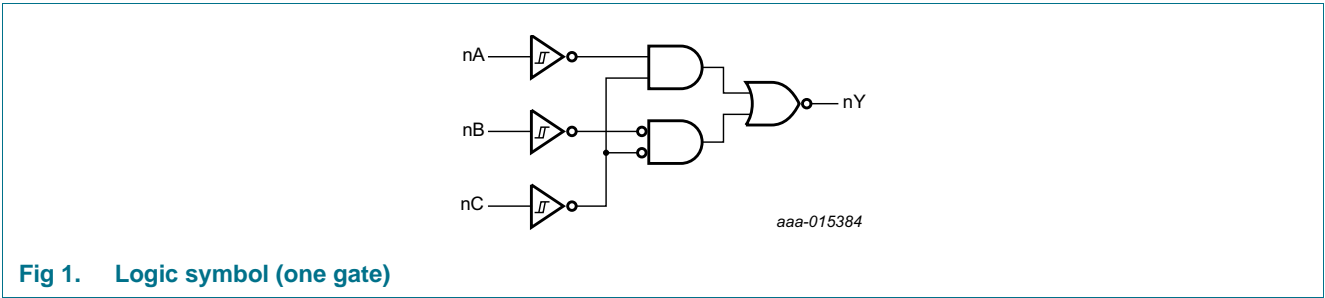 nA
nB
nC
nY
aaa-015384
Fig 1. Logic symbol (one gate)